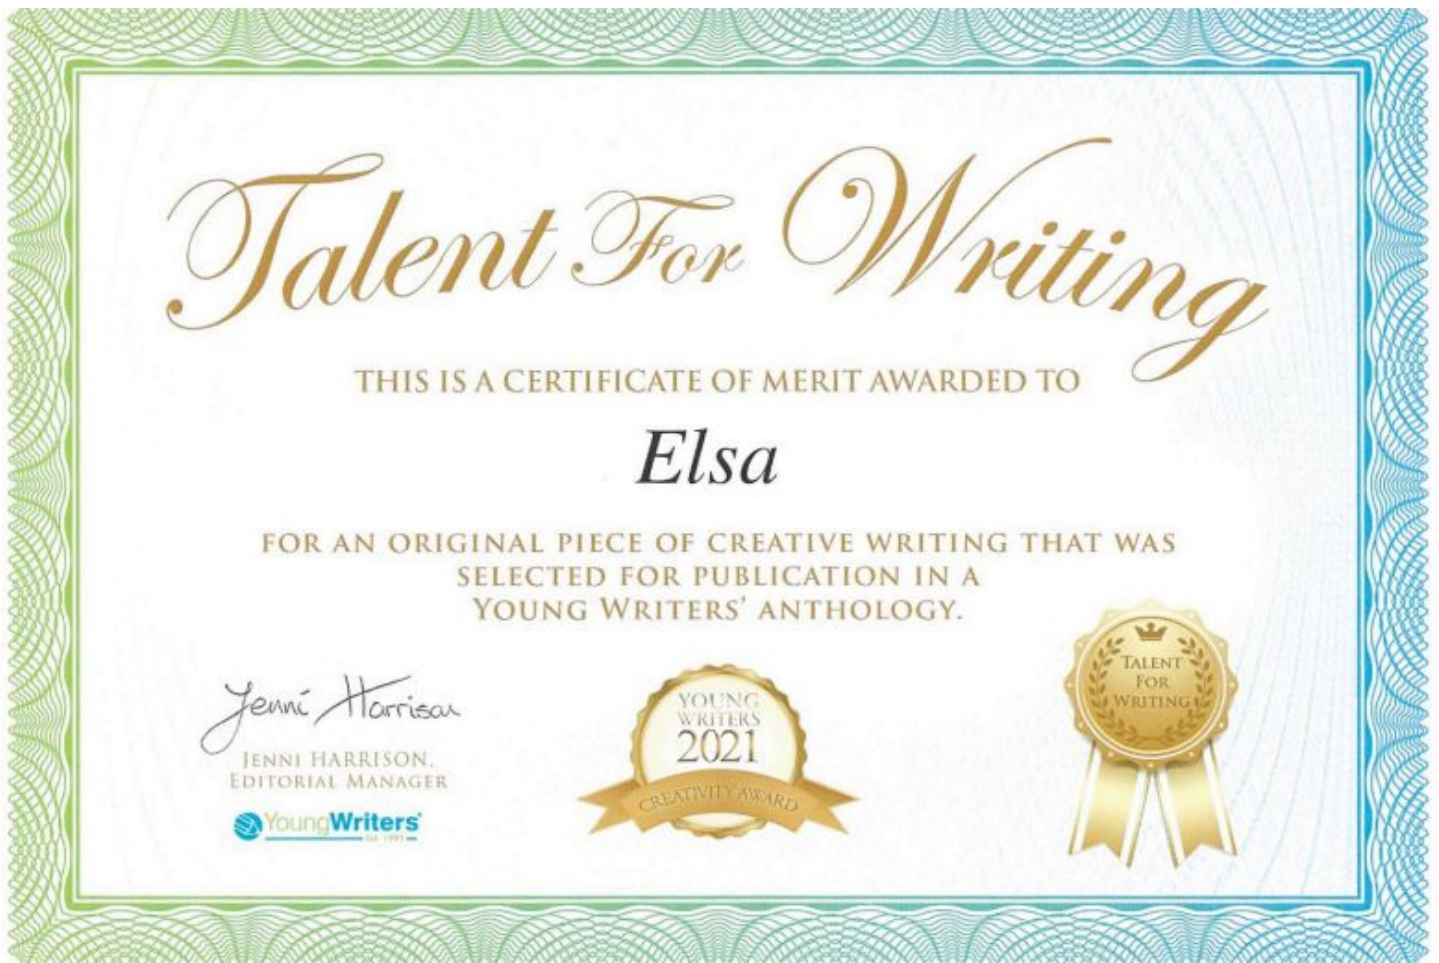 Talent For Writing
THIS IS A CERTIFICATE OF MERIT AWARDED TO
Elsa
FOR AN ORIGINAL PIECE OF CREATIVE WRITING THAT WAS
SELECTED FOR PUBLICATION IN A
YOUNG WRITERS' ANTHOLOGY.
Jenni Harrison
JENNI HARRISON,
EDITORIAL MANAGER
YoungWriters
Est. 1991
YOUNG
WRITERS
2021
CREATIVITY AWARD
TALENT
FOR
WRITING